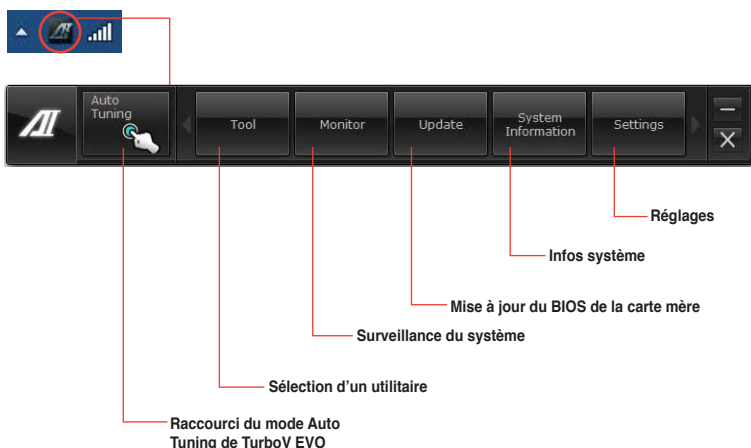 Auto
Tuning
Tool
Monitor
Update
System
Information
Settings
Réglages
Infos système
Mise à jour du BIOS de la carte mère
Surveillance du système
Sélection d’un utilitaire
Raccourci du mode Auto
Tuning de TurboV EVO